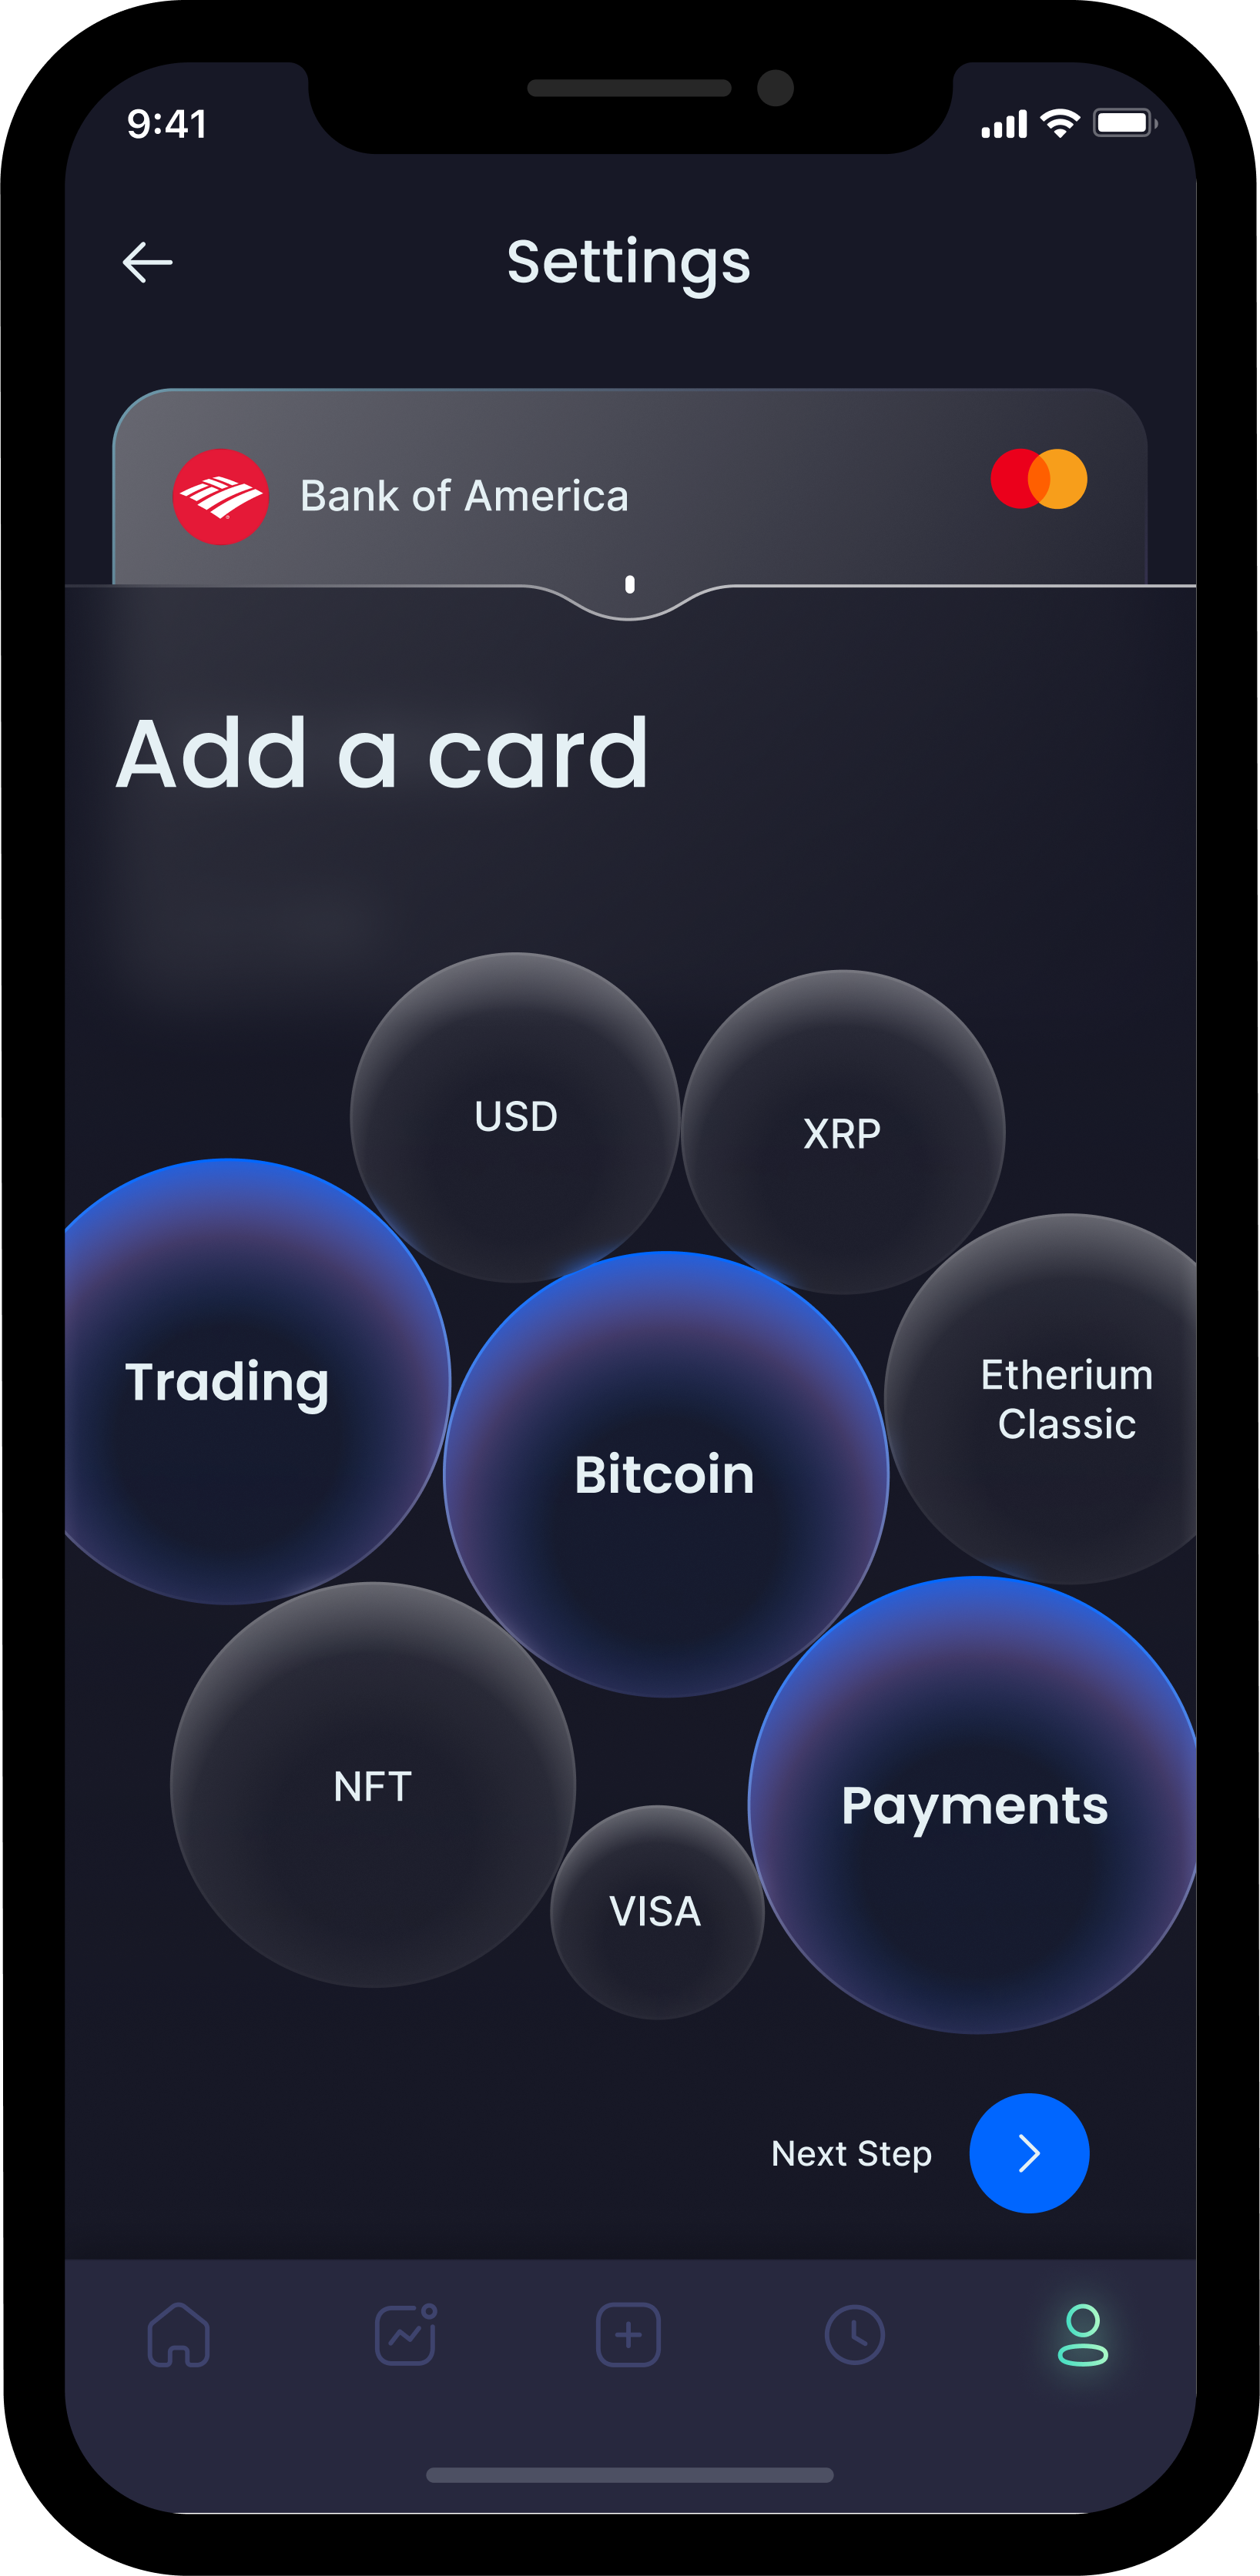 9:41
Settings
Bank of America
Add a card
USD
XRP
Trading
Etherium
Classic
Bitcoin
NFT
Payments
VISA
Next Step